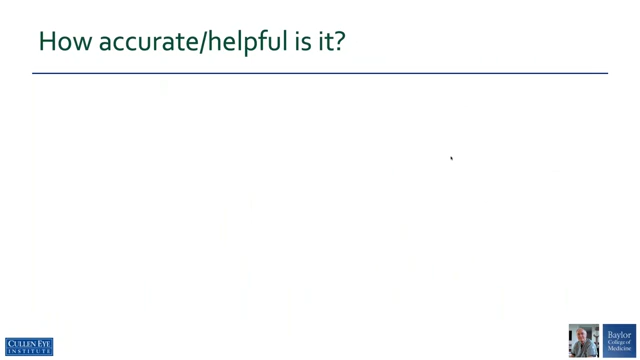 How accurate/helpful is it?
CULLEN EYE
INSTITUTE
Baylor
College of
Medicine